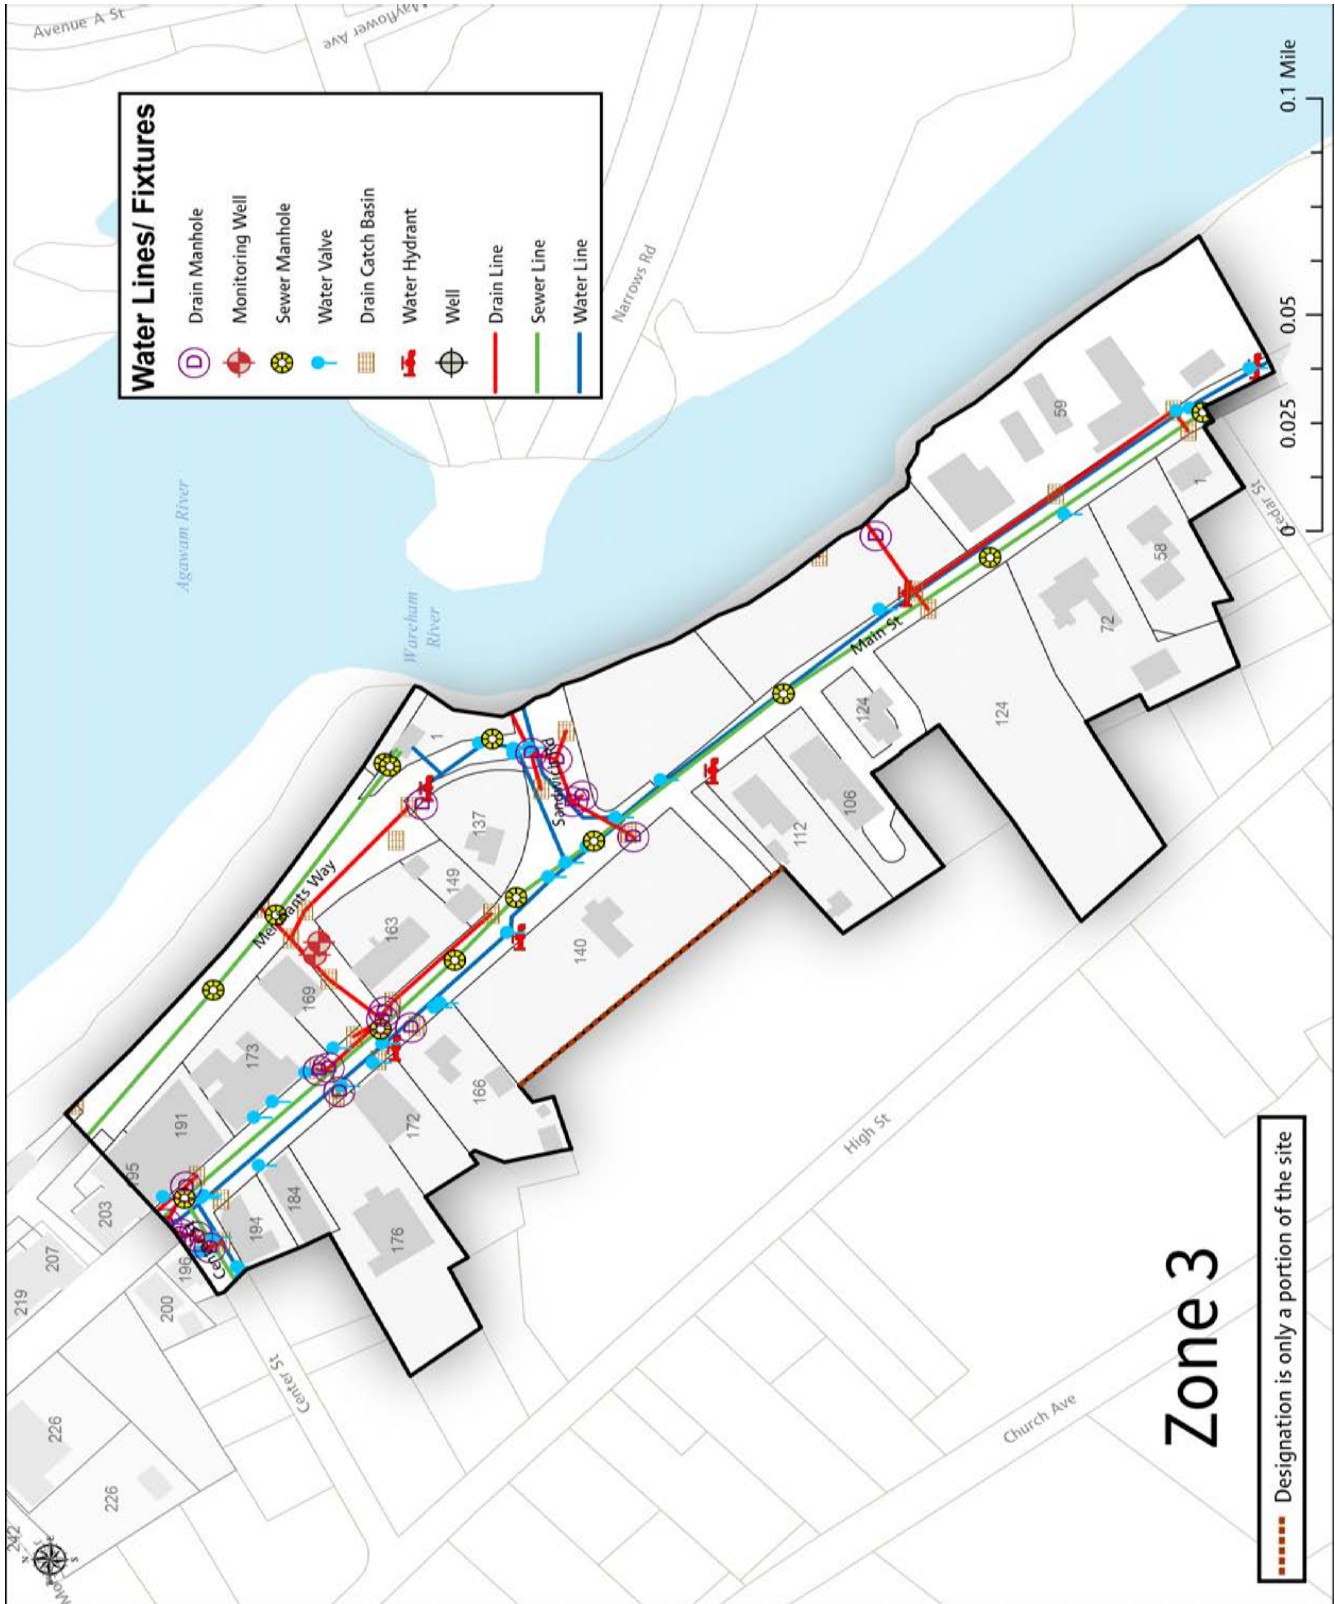 Avenue A St
Mayflower Ave
Water Lines/ Fixtures
Drain Manhole
Monitoring Well
Sewer Manhole
Water Valve
Drain Catch Basin
Water Hydrant
Well
Drain Line
Sewer Line
Water Line
Narrows Rd
Agawam River
Wareham
River
Main St
Merchants Way
Center St
High St
Church Ave
Cedar St
1
137
149
163
169
173
191
195
203
207
219
196
200
194
184
176
172
166
140
112
106
124
124
72
58
1
59
226
226
242
N
S
0
0.025
0.05
0.1 Mile
Zone 3
Designation is only a portion of the site